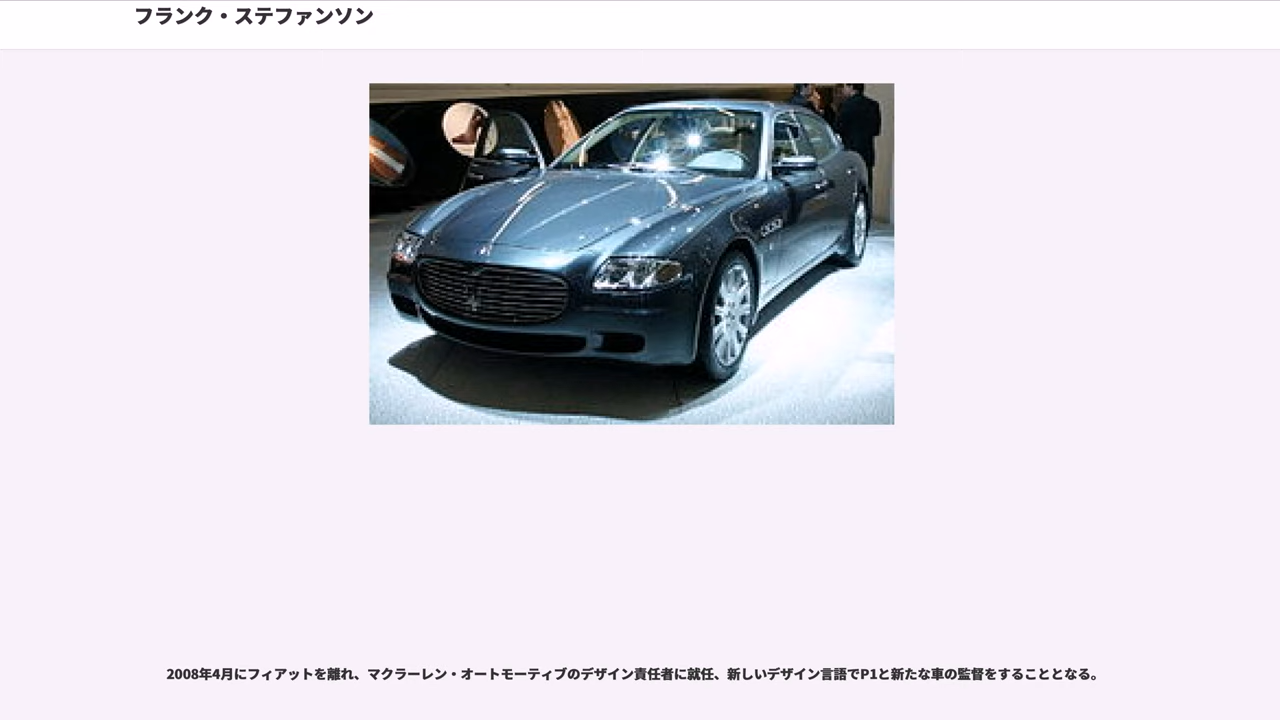 フランク・ステファンソン
2008年4月にフィアットを離れ、マクラーレン・オートモーティブのデザイン責任者に就任、新しいデザイン言語でP1と新たな車の監督をすることとなる。